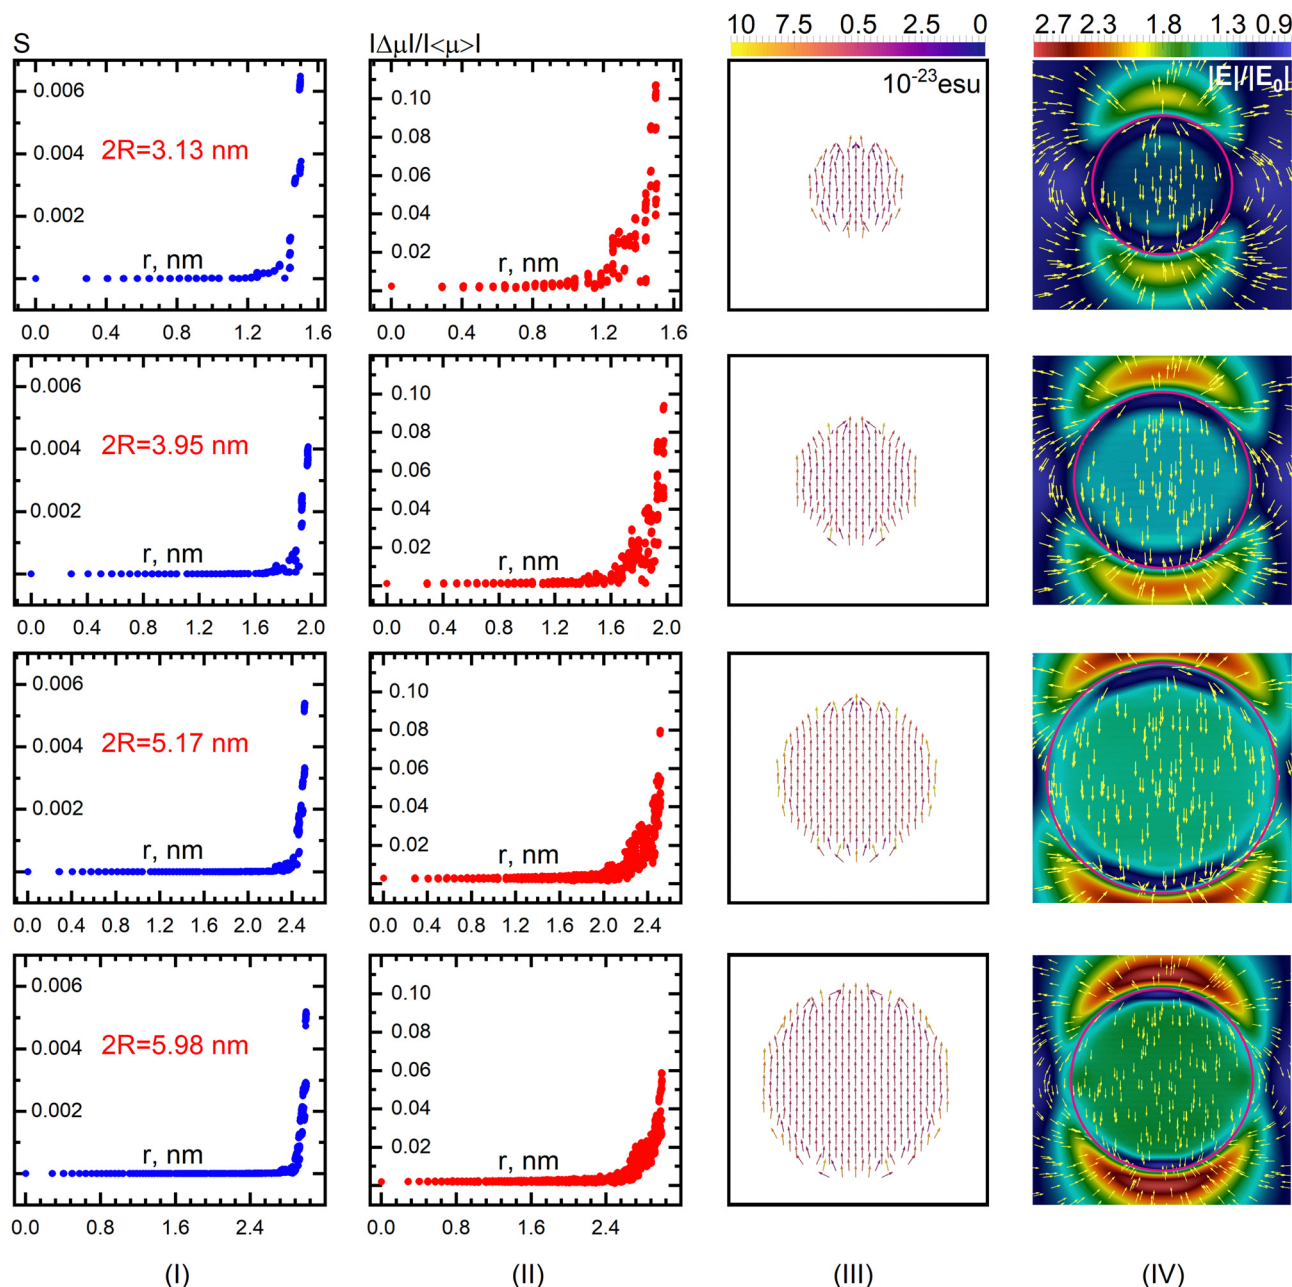 10 7.5 0.5 2.5 0
2.7 2.3 1.8 1.3 0.9
S
|Δμ|/|<μ>|
10⁻²³esu
|E|/|E₀|
0.006
0.004
0.002
2R=3.13 nm
r, nm
0.0 0.4 0.8 1.2 1.6
0.10
0.08
0.06
0.04
0.02
r, nm
0.0 0.4 0.8 1.2 1.6
0.006
0.004
0.002
2R=3.95 nm
r, nm
0.0 0.4 0.8 1.2 1.6 2.0
0.10
0.08
0.06
0.04
0.02
r, nm
0.0 0.4 0.8 1.2 1.6 2.0
0.006
0.004
0.002
2R=5.17 nm
r, nm
0.0 0.4 0.8 1.2 1.6 2.0 2.4
0.10
0.08
0.06
0.04
0.02
r, nm
0.0 0.4 0.8 1.2 1.6 2.0 2.4
0.006
0.004
0.002
2R=5.98 nm
r, nm
0.0 0.8 1.6 2.4
0.10
0.08
0.06
0.04
0.02
r, nm
0.0 0.8 1.6 2.4
(I) (II) (III) (IV)